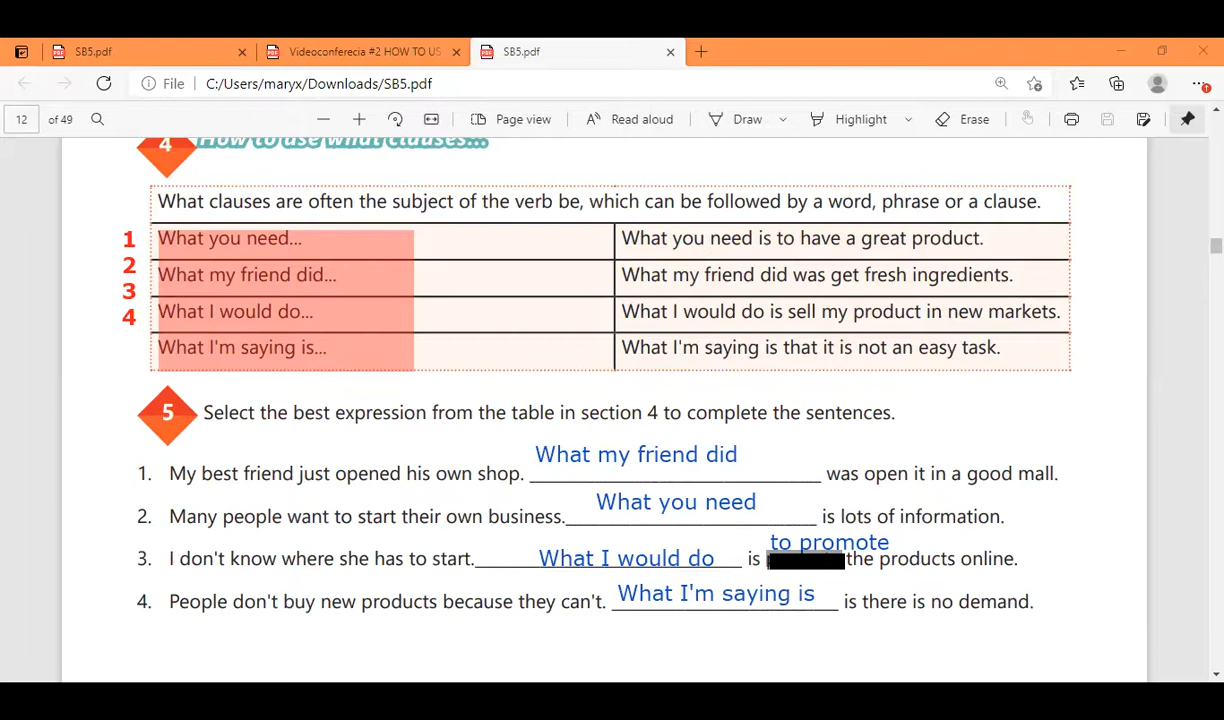 SB5.pdf
Videoconferecia #2 HOW TO US
SB5.pdf
File C:/Users/maryx/Downloads/SB5.pdf
12 of 49 Page view Read aloud Draw Highlight Erase
4 How to use what clauses...
What clauses are often the subject of the verb be, which can be followed by a word, phrase or a clause.
1 What you need... What you need is to have a great product.
2 What my friend did... What my friend did was get fresh ingredients.
3 What I would do... What I would do is sell my product in new markets.
4 What I'm saying is... What I'm saying is that it is not an easy task.
5 Select the best expression from the table in section 4 to complete the sentences.
What my friend did
1. My best friend just opened his own shop. was open it in a good mall.
What you need
2. Many people want to start their own business. is lots of information.
to promote
3. I don't know where she has to start. What I would do is the products online.
4. People don't buy new products because they can't. What I'm saying is is there is no demand.